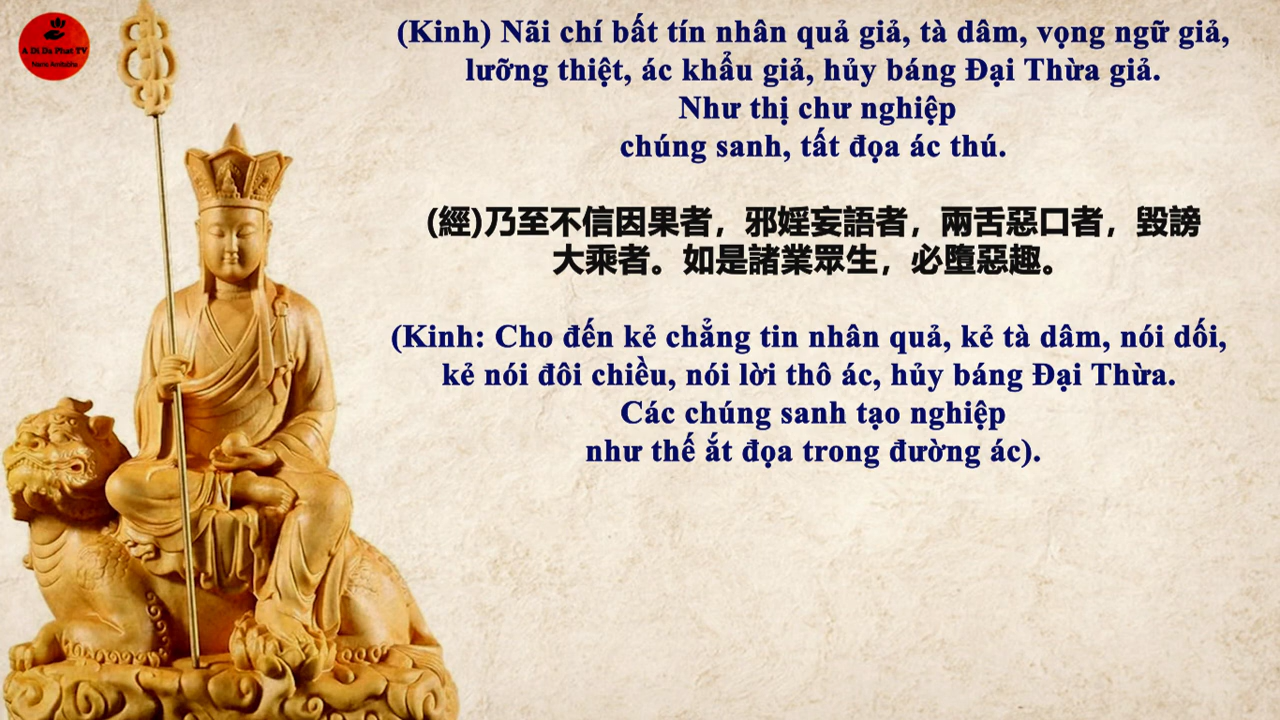 A Di Da Phat TV
(Kinh) Nãi chí bất tín nhân quả giả, tà dâm, vọng ngữ giả,
lưỡng thiệt, ác khẩu giả, hủy báng Đại Thừa giả.
Như thị chư nghiệp
chúng sanh, tất đọa ác thú.
(經)乃至不信因果者，邪婬妄語者，兩舌惡口者，毀謗
大乘者。如是諸業眾生，必墮惡趣。
(Kinh: Cho đến kẻ chẳng tin nhân quả, kẻ tà dâm, nói dối,
kẻ nói đôi chiều, nói lời thô ác, hủy báng Đại Thừa.
Các chúng sanh tạo nghiệp
như thế ắt đọa trong đường ác).